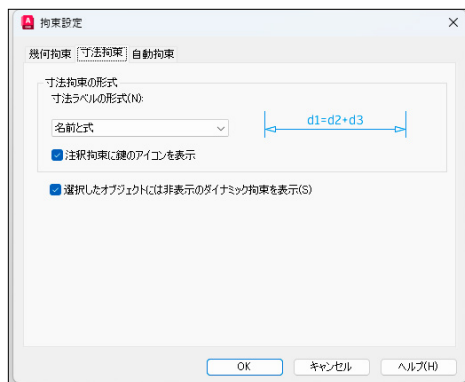 拘束設定
幾何拘束 寸法拘束 自動拘束
寸法拘束の形式
寸法ラベルの形式(N):
名前と式
d1=d2+d3
注釈拘束に鍵のアイコンを表示
選択したオブジェクトには非表示のダイナミック拘束を表示(S)
OK キャンセル ヘルプ(H)